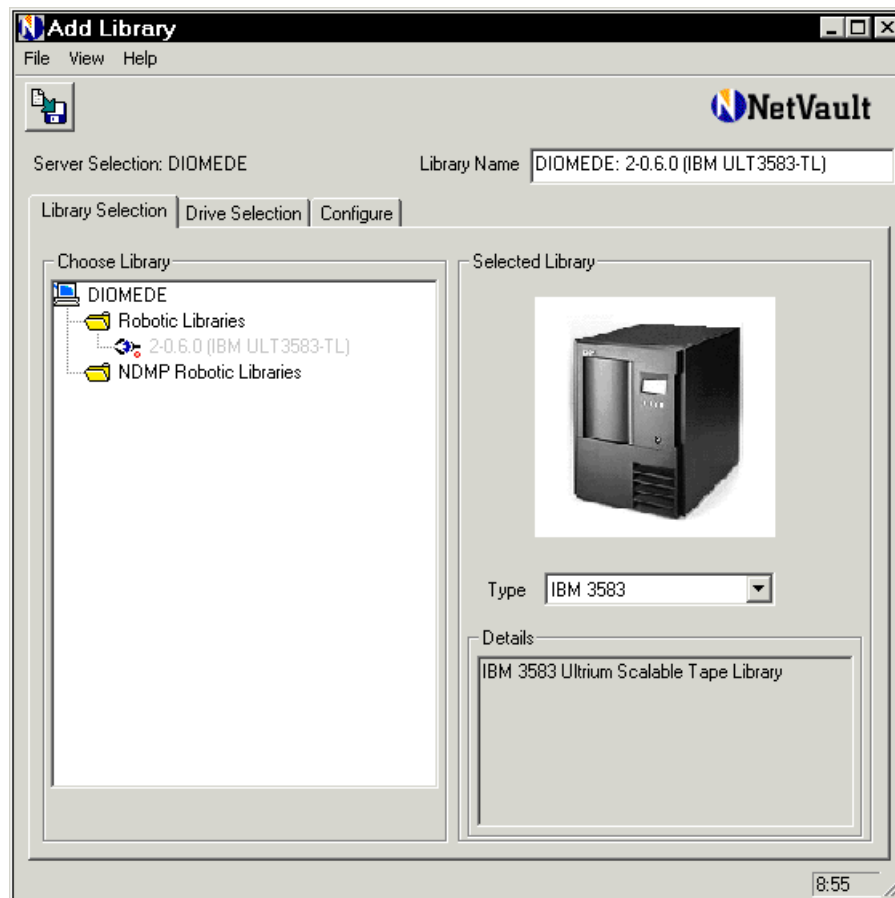 Add Library
File View Help
NetVault
Server Selection: DIOMEDE
Library Name DIOMEDE: 2-0.6.0 (IBM ULT3583-TL)
Library Selection Drive Selection Configure
Choose Library
DIOMEDE
Robotic Libraries
2-0.6.0 (IBM ULT3583-TL)
NDMP Robotic Libraries
Selected Library
Type IBM 3583
Details
IBM 3583 Ultrium Scalable Tape Library
8:55